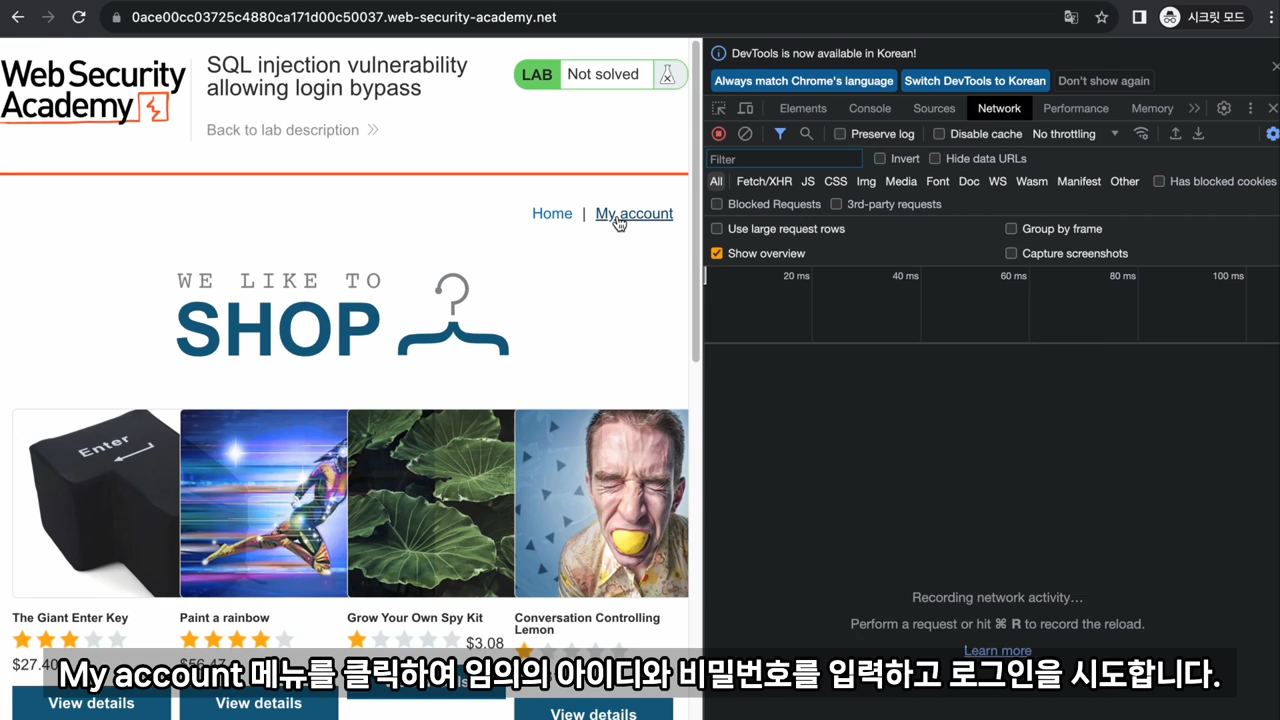 0ace00cc03725c4880ca171d00c50037.web-security-academy.net
시크릿 모드
Web Security
Academy
SQL injection vulnerability
allowing login bypass
Back to lab description
LAB
Not solved
Home | My account
WE LIKE TO
SHOP
Enter
The Giant Enter Key
Paint a rainbow
Grow Your Own Spy Kit
Conversation Controlling
Lemon
$3.08
$27.40
View details
View details
View details
DevTools is now available in Korean!
Always match Chrome's language
Switch DevTools to Korean
Don't show again
Elements
Console
Sources
Network
Performance
Memory
Preserve log
Disable cache
No throttling
Filter
Invert
Hide data URLs
All
Fetch/XHR
JS
CSS
Img
Media
Font
Doc
WS
Wasm
Manifest
Other
Has blocked cookies
Blocked Requests
3rd-party requests
Use large request rows
Group by frame
Show overview
Capture screenshots
20 ms
40 ms
60 ms
80 ms
100 ms
Recording network activity…
Perform a request or hit ⌘ R to record the reload.
Learn more
My account 메뉴를 클릭하여 임의의 아이디와 비밀번호를 입력하고 로그인을 시도합니다.